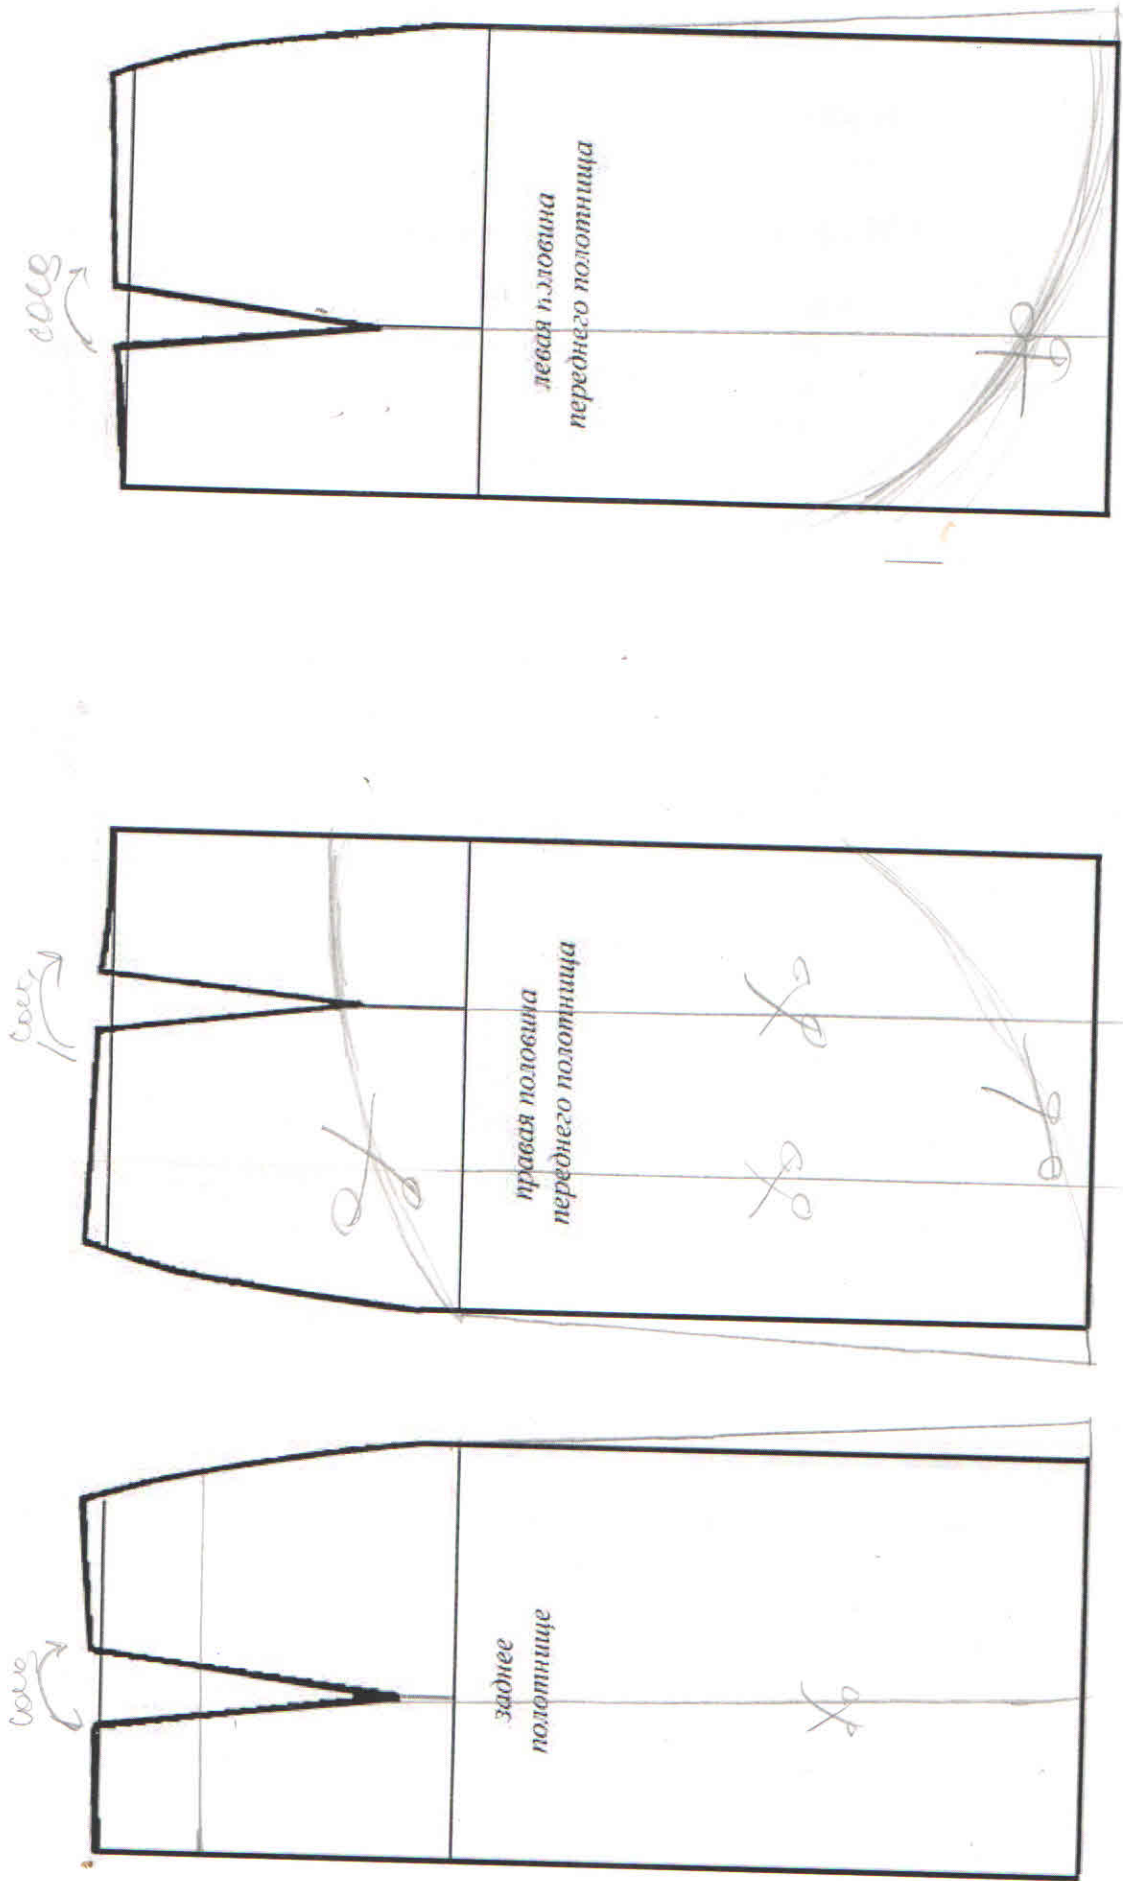 левая половина
переднего полотнища
правая половина
переднего полотнища
заднее
полотнище